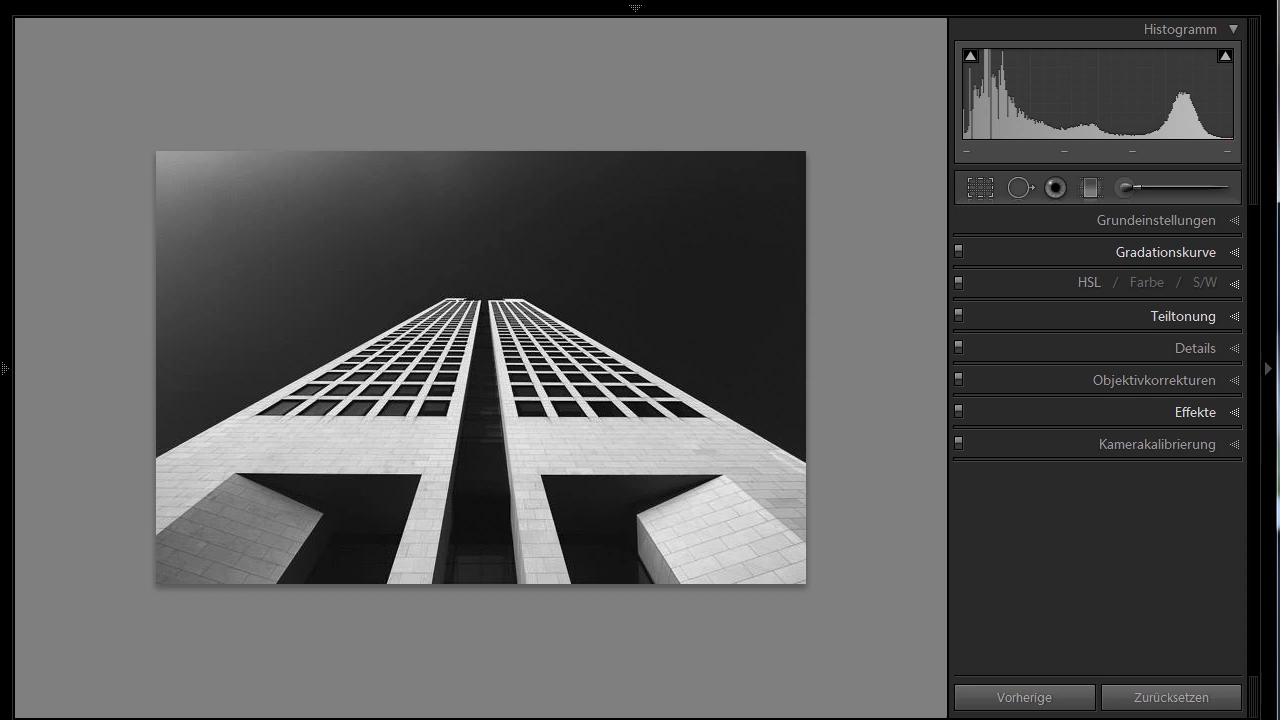 Histogramm
Grundeinstellungen
Gradationskurve
HSL / Farbe / S/W
Teiltonung
Details
Objektivkorrekturen
Effekte
Kamerakalibrierung
Vorherige Zurücksetzen